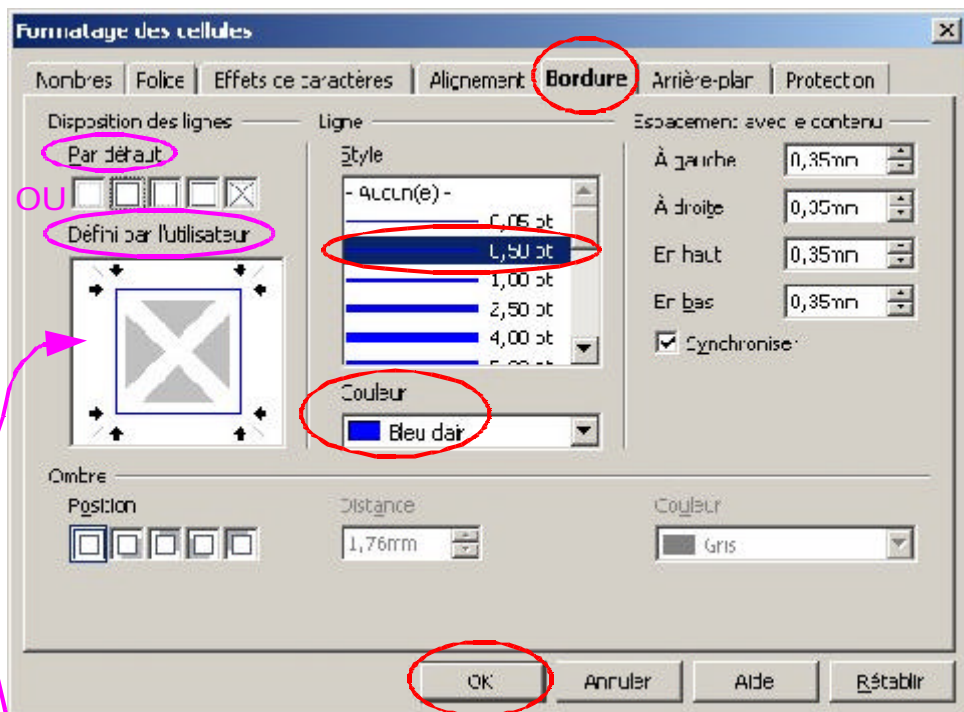 Formatage des cellules
Nombres Police Effets de caractères Alignement Bordure Arrière-plan Protection
Disposition des lignes
Par défaut
OU
Défini par l'utilisateur
Ligne
Style
- Aucun(e) -
0,05 pt
0,50 pt
1,00 pt
2,50 pt
4,00 pt
5,00 pt
Couleur
Bleu clair
Espacement avec le contenu
À gauche 0,35mm
À droite 0,35mm
En haut 0,35mm
En bas 0,35mm
Synchroniser
Ombre
Position
Distance
1,76mm
Couleur
Gris
OK Annuler Aide Rétablir